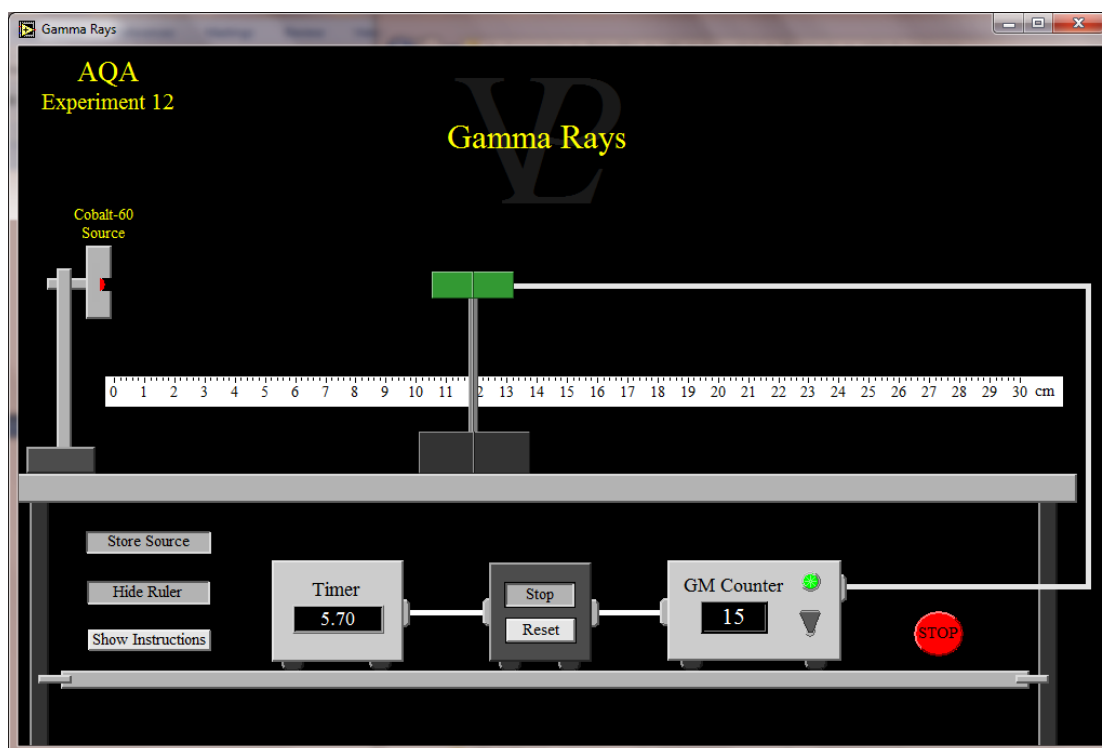 Gamma Rays
AQA
Experiment 12
Gamma Rays
Cobalt-60
Source
0 1 2 3 4 5 6 7 8 9 10 11 2 13 14 15 16 17 18 19 20 21 22 23 24 25 26 27 28 29 30 cm
Store Source
Hide Ruler
Show Instructions
Timer
5.70
Stop
Reset
GM Counter
15
STOP